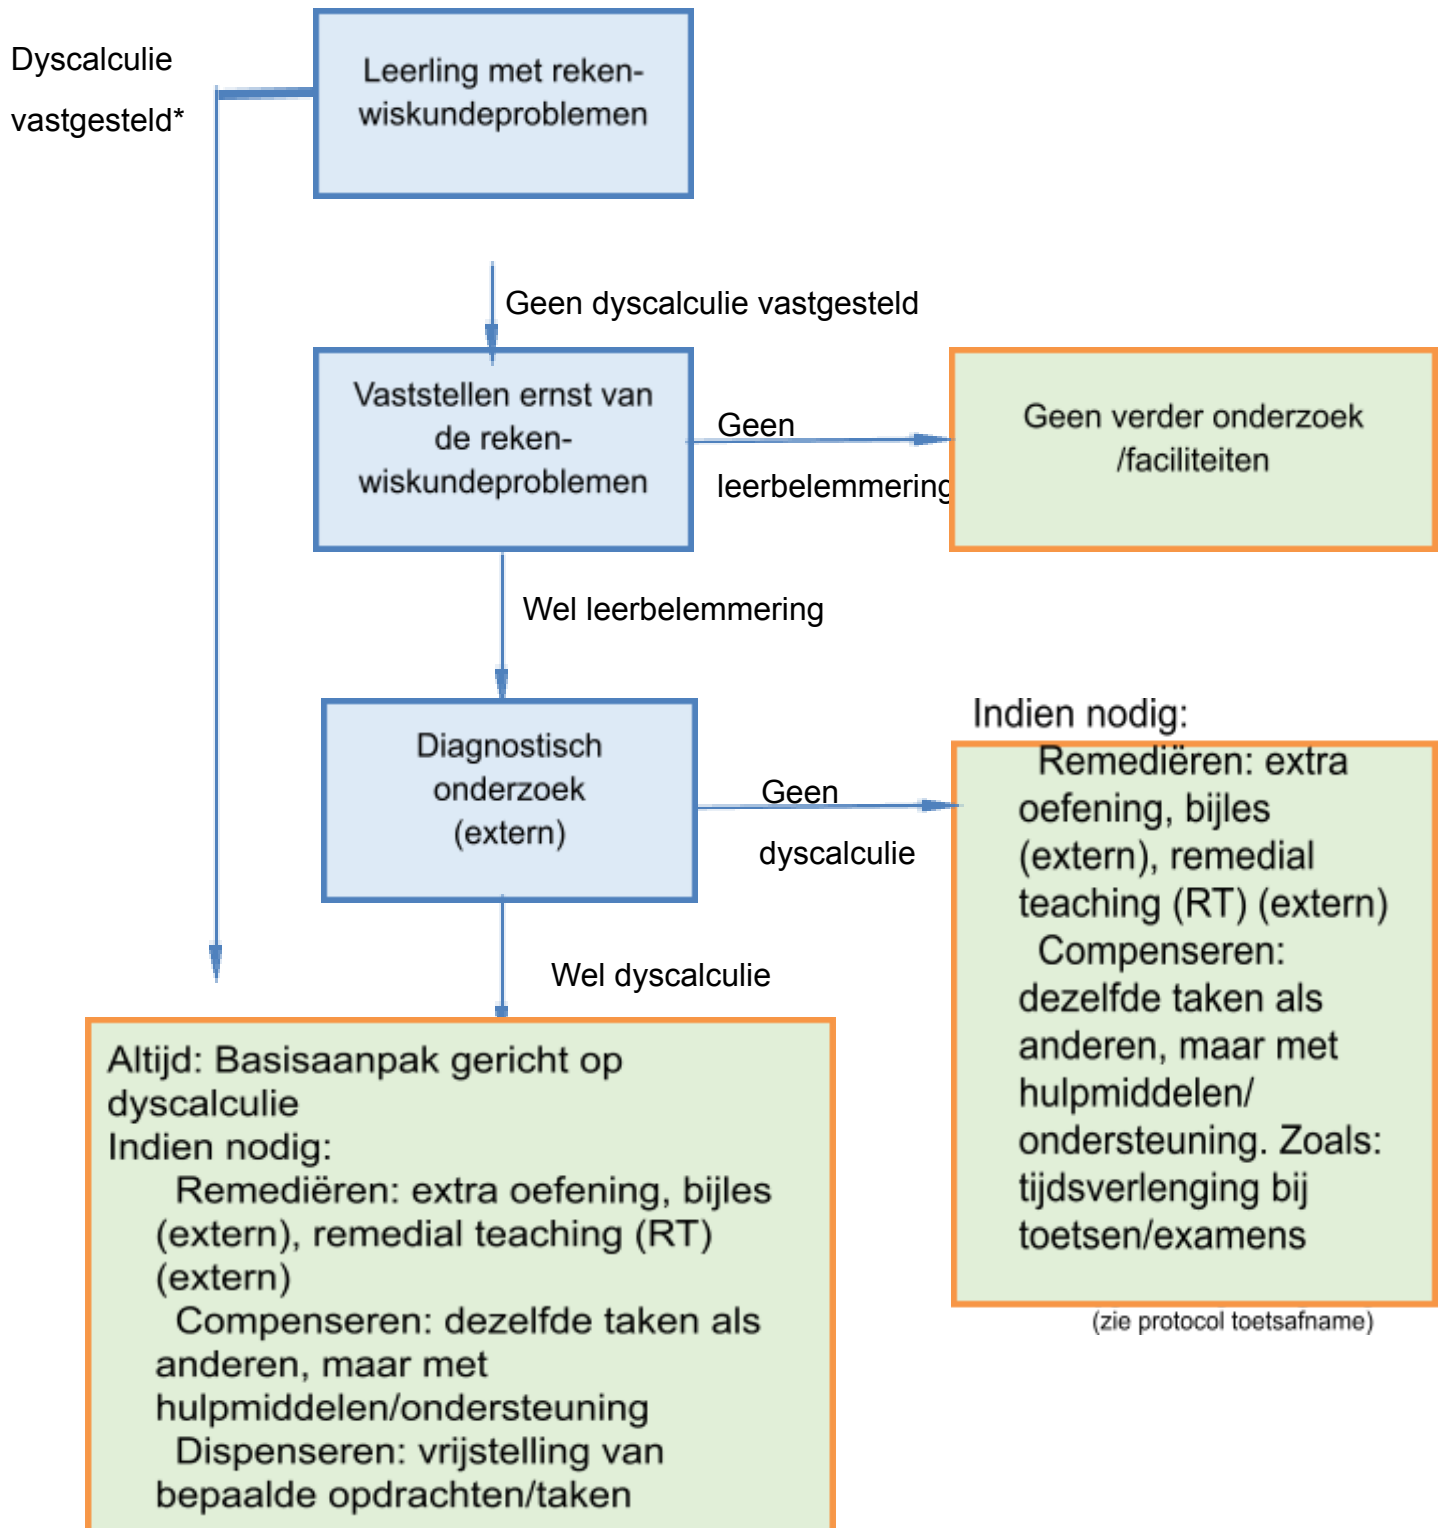 Dyscalculie
vastgesteld*
Leerling met reken-
wiskundeproblemen
Geen dyscalculie vastgesteld
Vaststellen ernst van
de reken-
wiskundeproblemen
Geen
leerbelemmering
Geen verder onderzoek
/faciliteiten
Wel leerbelemmering
Diagnostisch
onderzoek
(extern)
Geen
dyscalculie
Indien nodig:
Remediëren: extra
oefening, bijles
(extern), remedial
teaching (RT) (extern)
Compenseren:
dezelfde taken als
anderen, maar met
hulpmiddelen/
ondersteuning. Zoals:
tijdsverlenging bij
toetsen/examens
(zie protocol toetsafname)
Wel dyscalculie
Altijd: Basisaanpak gericht op
dyscalculie
Indien nodig:
Remediëren: extra oefening, bijles
(extern), remedial teaching (RT)
(extern)
Compenseren: dezelfde taken als
anderen, maar met
hulpmiddelen/ondersteuning
Dispenseren: vrijstelling van
bepaalde opdrachten/taken